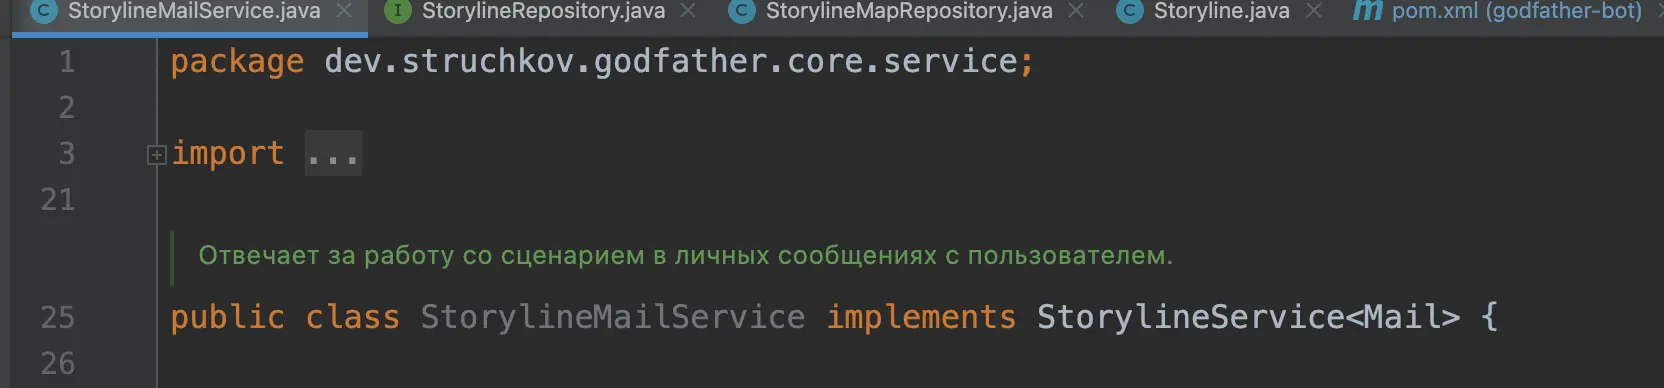 C StorylineMailService.java × I StorylineRepository.java × C StorylineMapRepository.java × C Storyline.java × m pom.xml (godfather-bot) ×
1 package dev.struchkov.godfather.core.service;
2
3 import ...
21
Отвечает за работу со сценарием в личных сообщениях с пользователем.
25 public class StorylineMailService implements StorylineService<Mail> {
26